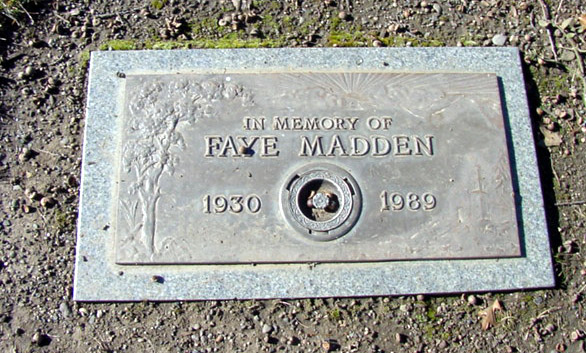 IN MEMORY OF
FAYE MADDEN
1930 1989